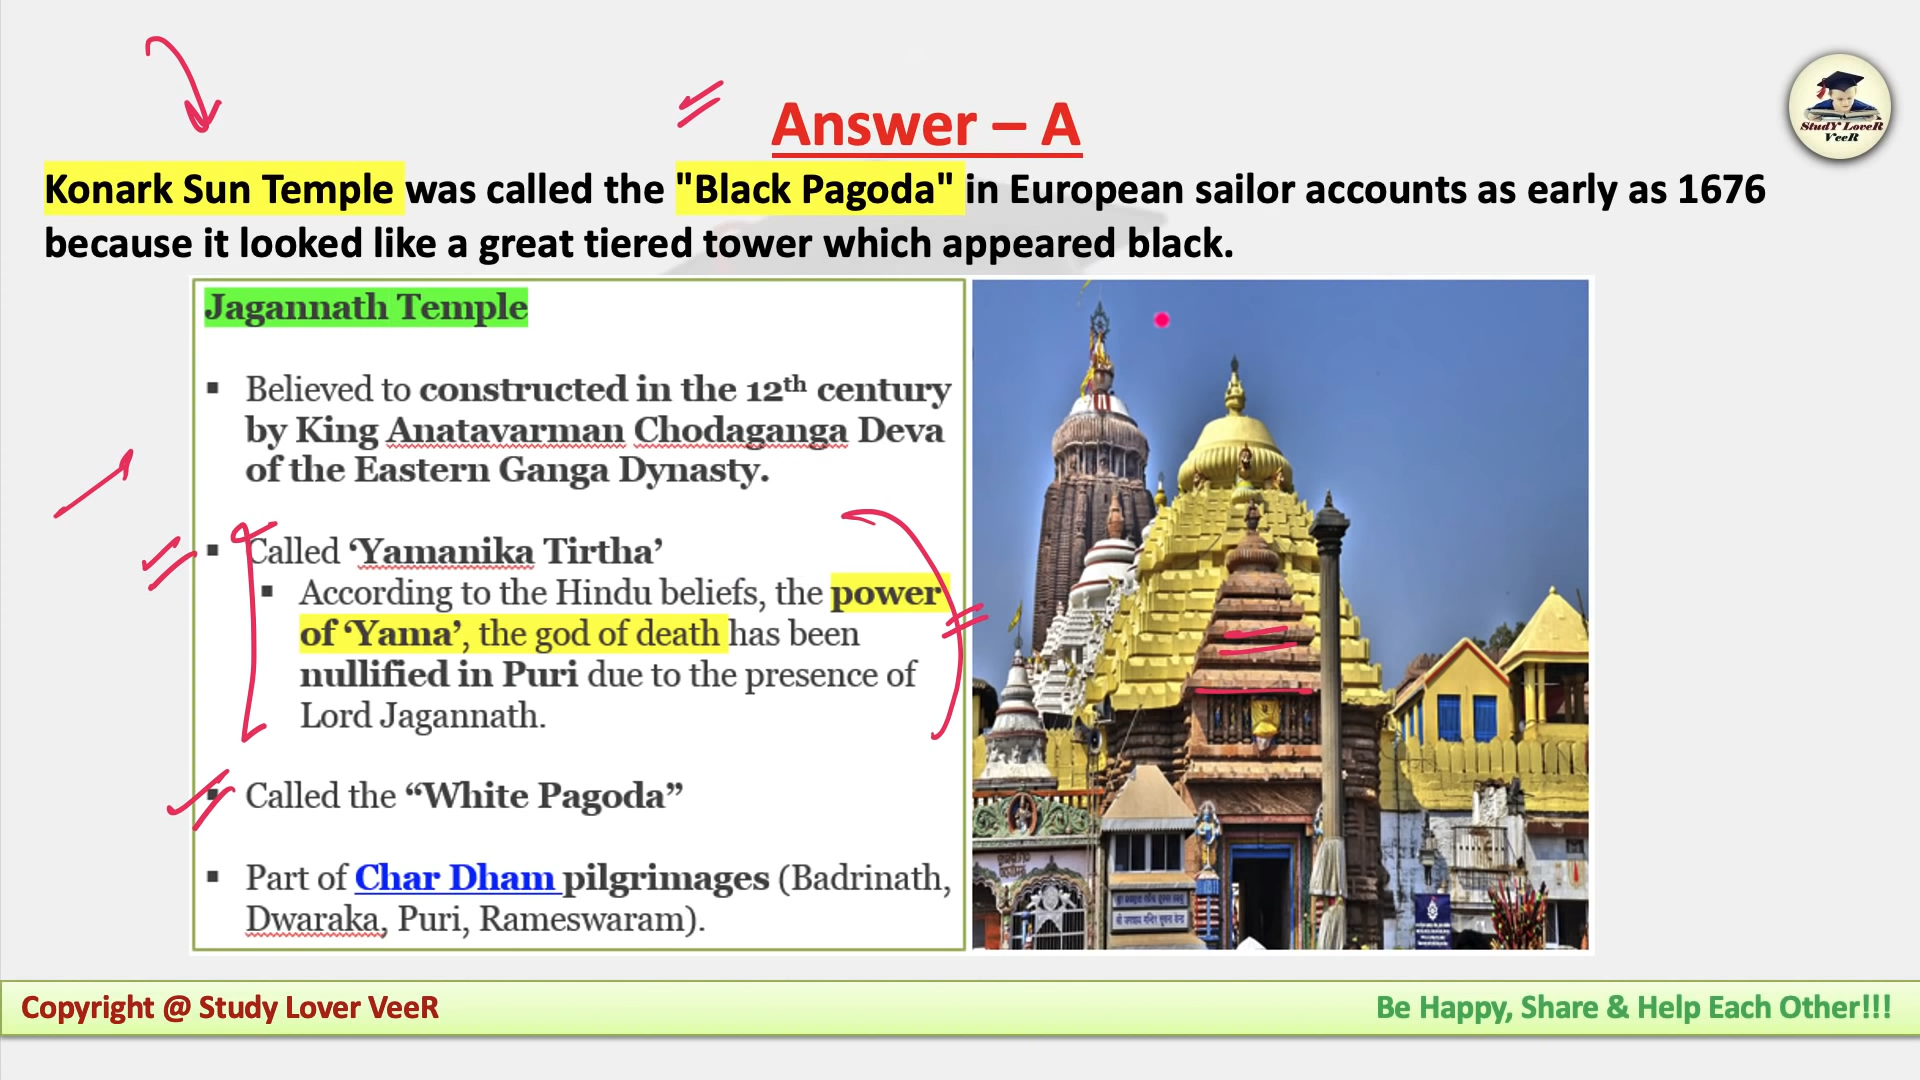 StudY LoveR
VeeR
Answer – A
Konark Sun Temple was called the "Black Pagoda" in European sailor accounts as early as 1676
because it looked like a great tiered tower which appeared black.
Jagannath Temple
▪ Believed to constructed in the 12th century
by King Anatavarman Chodaganga Deva
of the Eastern Ganga Dynasty.
▪ Called ‘Yamanika Tirtha’
▪ According to the Hindu beliefs, the power
of ‘Yama’, the god of death has been
nullified in Puri due to the presence of
Lord Jagannath.
▪ Called the “White Pagoda”
▪ Part of Char Dham pilgrimages (Badrinath,
Dwaraka, Puri, Rameswaram).
Copyright @ Study Lover VeeR
Be Happy, Share & Help Each Other!!!